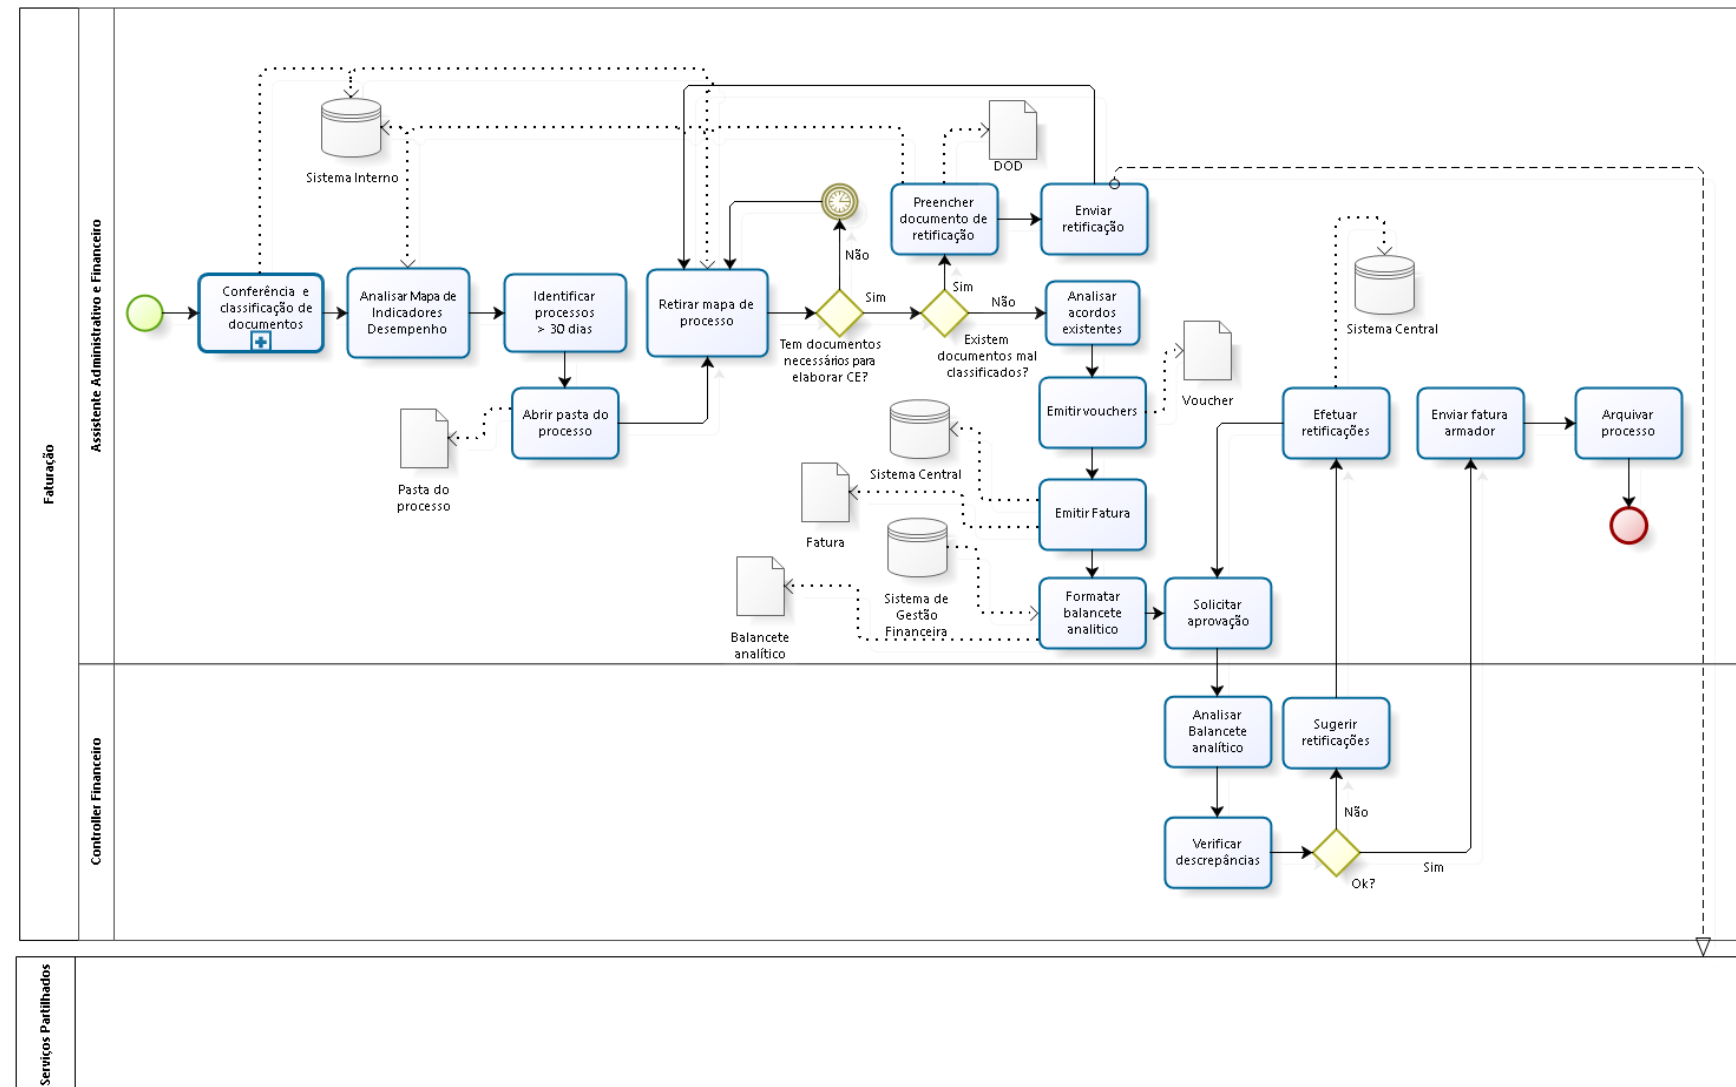 Faturação
Assistente Administrativo e Financeiro
Controller Financeiro
Serviços Partilhados
Sistema Interno
Conferência e
classificação de
documentos
Analisar Mapa de
Indicadores
Desempenho
Identificar
processos
> 30 dias
Abrir pasta do
processo
Pasta do
processo
Retirar mapa de
processo
Não
Sim
Tem documentos
necessários para
elaborar CE?
Preencher
documento de
retificação
DOD
Enviar
retificação
Sim
Não
Existem
documentos mal
classificados?
Analisar
acordos
existentes
Emitir vouchers
Voucher
Sistema Central
Emitir Fatura
Fatura
Sistema de
Gestão
Financeira
Formatar
balancete
analitico
Balancete
analítico
Solicitar
aprovação
Sistema Central
Efetuar
retificações
Enviar fatura
armador
Arquivar
processo
Analisar
Balancete
analítico
Sugerir
retificações
Verificar
descrepâncias
Não
Sim
Ok?